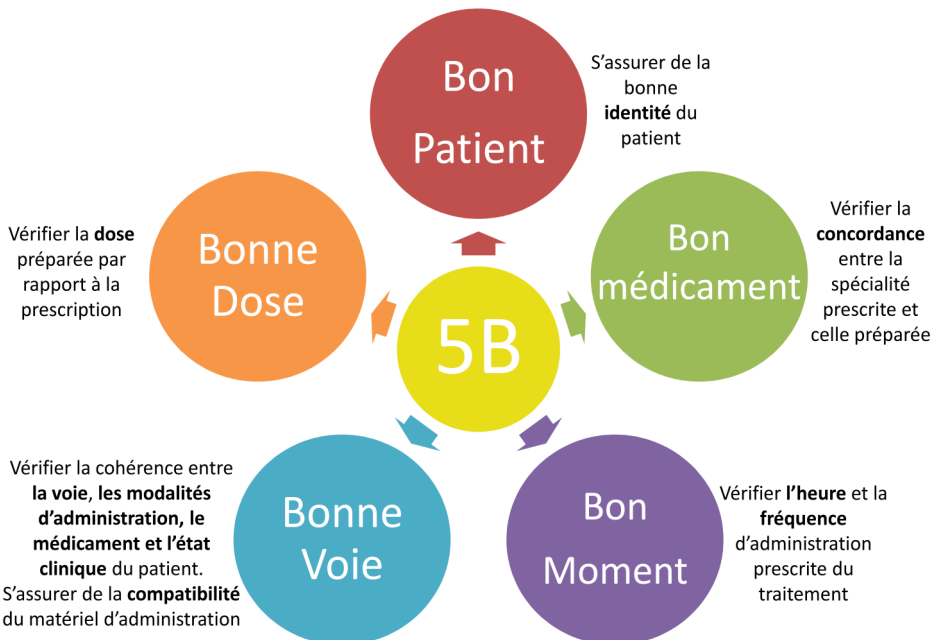 Bon
Patient
S'assurer de la
bonne
identité du
patient
Bonne
Dose
Vérifier la dose
préparée par
rapport à la
prescription
Bon
médicament
Vérifier la
concordance
entre la
spécialité
prescrite et
celle préparée
5B
Bonne
Voie
Vérifier la cohérence entre
la voie, les modalités
d'administration, le
médicament et l'état
clinique du patient.
S'assurer de la compatibilité
du matériel d'administration
Bon
Moment
Vérifier l'heure et la
fréquence
d'administration
prescrite du
traitement